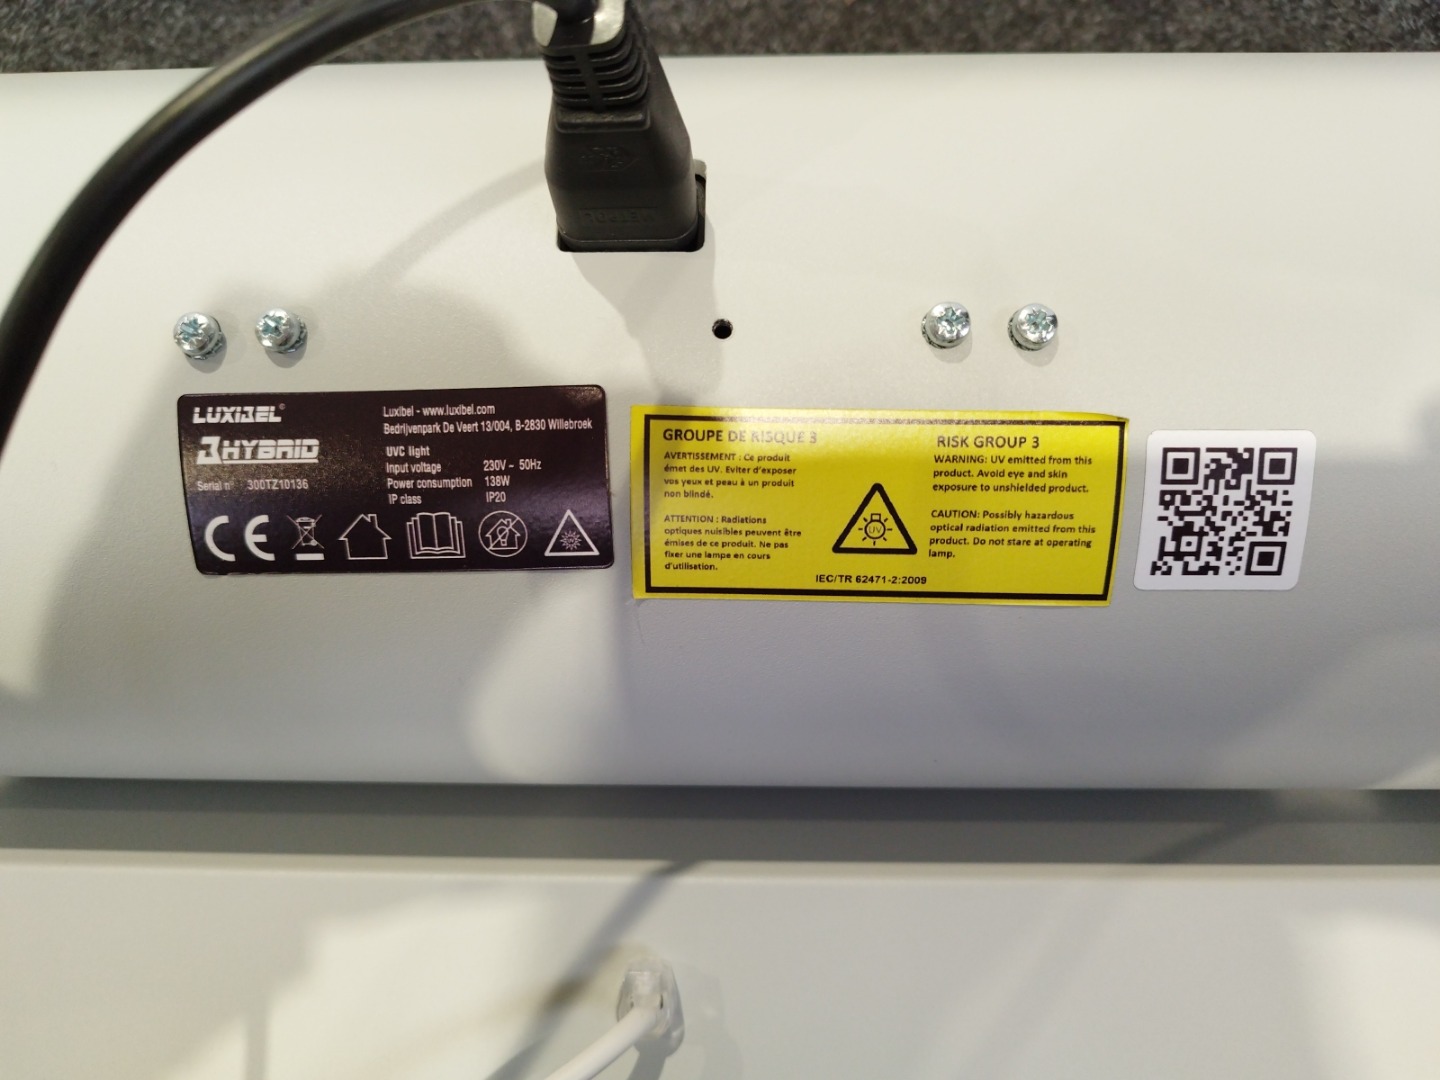 LUXIBEL®
BHYBRID
Serial n° 300TZ10136
Luxibel - www.luxibel.com
Bedrijvenpark De Veert 13/004, B-2830 Willebroek
UVC light
Input voltage 230V ~ 50Hz
Power consumption 138W
IP class IP20
CE
GROUPE DE RISQUE 3
AVERTISSEMENT : Ce produit
émet des UV. Eviter d'exposer
vos yeux et peau à un produit
non blindé.
ATTENTION : Radiations
optiques nuisibles peuvent être
émises de ce produit. Ne pas
fixer une lampe en cours
d'utilisation.
UV
RISK GROUP 3
WARNING: UV emitted from this
product. Avoid eye and skin
exposure to unshielded product.
CAUTION: Possibly hazardous
optical radiation emitted from this
product. Do not stare at operating
lamp.
IEC/TR 62471-2:2009